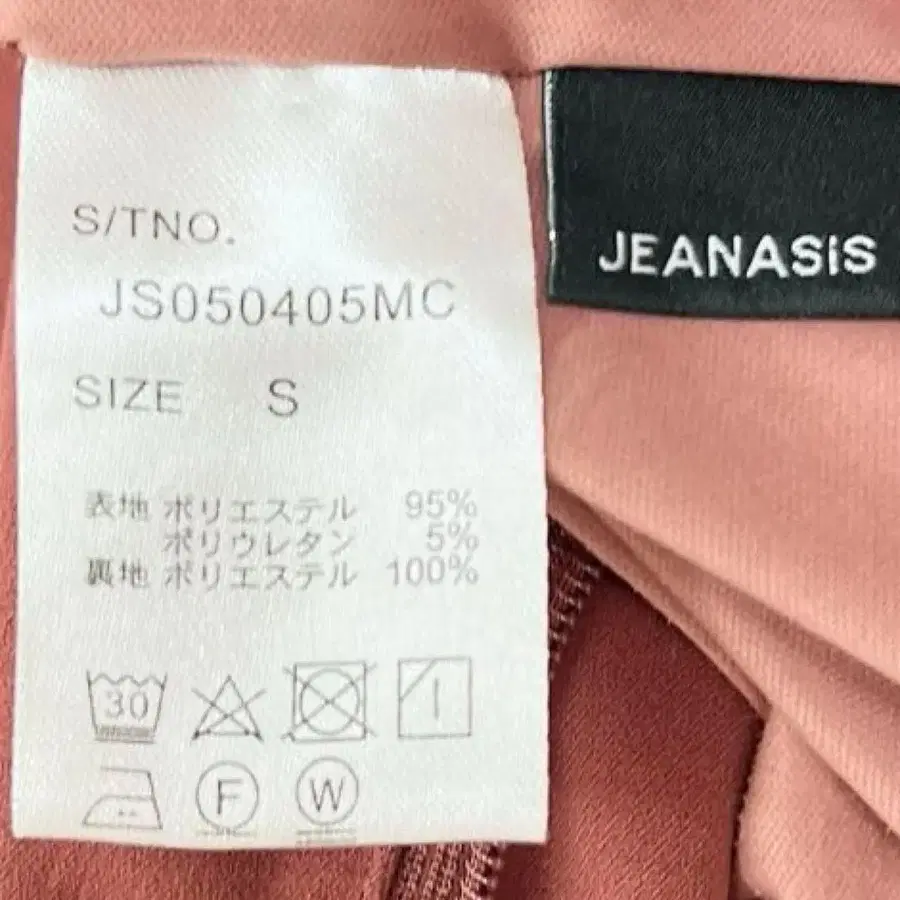 S/TNO.
JS050405MC
SIZE S
表地 ポリエステル 95%
ポリウレタン 5%
裏地 ポリエステル 100%
30
F
W
JEANASIS